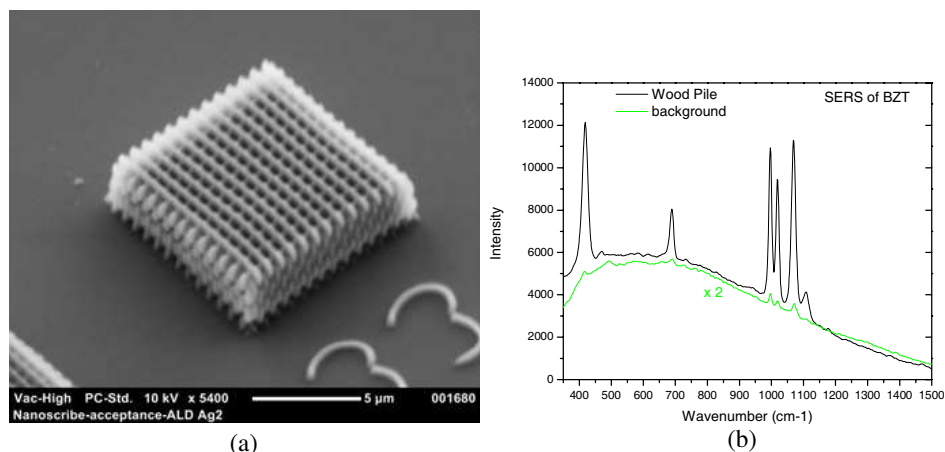 Vac-High PC-Std. 10 kV x 5400 5 µm 001680
Nanoscribe-acceptance-ALD Ag2
(a)
14000
12000
10000
8000
6000
4000
2000
0
Intensity
Wood Pile
background
SERS of BZT
x 2
400 500 600 700 800 900 1000 1100 1200 1300 1400 1500
Wavenumber (cm-1)
(b)